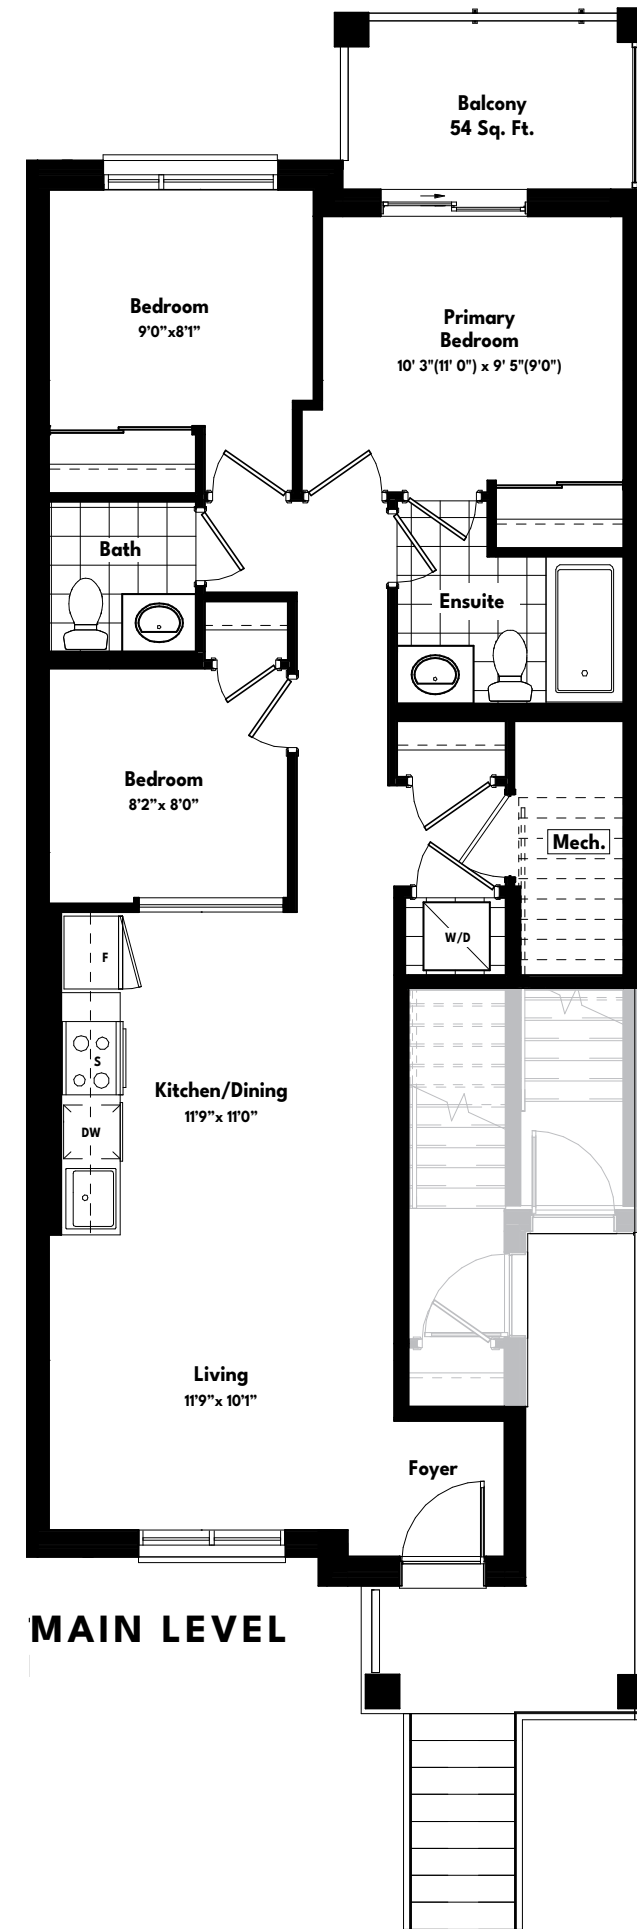 Balcony
54 Sq. Ft.
Bedroom
9’0”x8’1”
Primary
Bedroom
10' 3"(11' 0") x 9' 5"(9'0")
Bath
Ensuite
Bedroom
8’2”x 8’0”
Mech.
W/D
F
S
Kitchen/Dining
11’9”x 11’0”
DW
Living
11’9”x 10’1”
Foyer
MAIN LEVEL